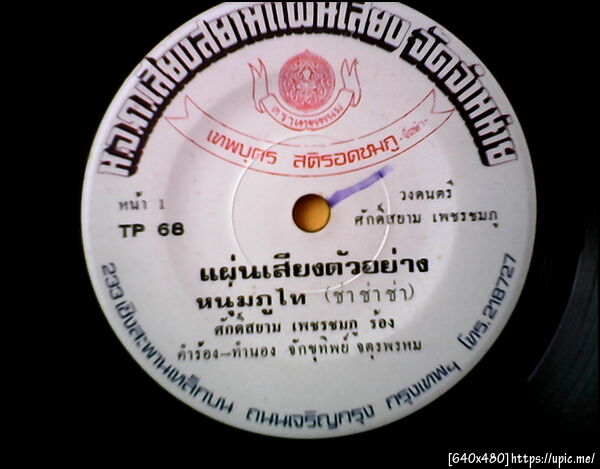 หจก.เสียงสยามแผ่นเสียง จัดจำหน่าย
ตราเทพพนม
เทพบุตร สติรอดชมภู -จัดทำ-
หน้า 1
TP 68
วงดนตรี
ศักดิ์สยาม เพชรชมภู
แผ่นเสียงตัวอย่าง
หนุ่มภูไท (ช่า ช่า ช่า)
ศักดิ์สยาม เพชรชมภู ร้อง
คำร้อง-ทำนอง จักขุทิพย์ จตุรพรหม
233 เชิงสะพานเหล็กบน ถนนเจริญกรุง กรุงเทพฯ โทร.218727
[640x480]https://upic.me/